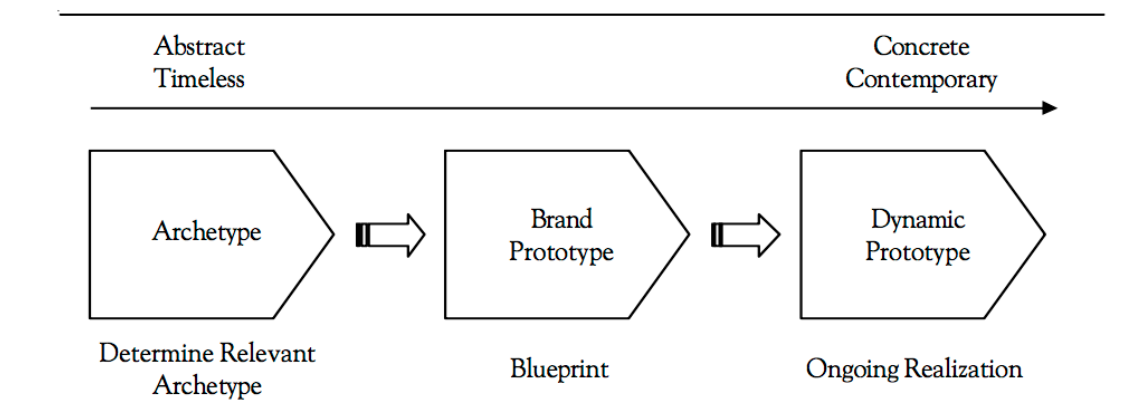 Abstract
Timeless
Concrete
Contemporary
Archetype
Brand
Prototype
Dynamic
Prototype
Determine Relevant
Archetype
Blueprint
Ongoing Realization